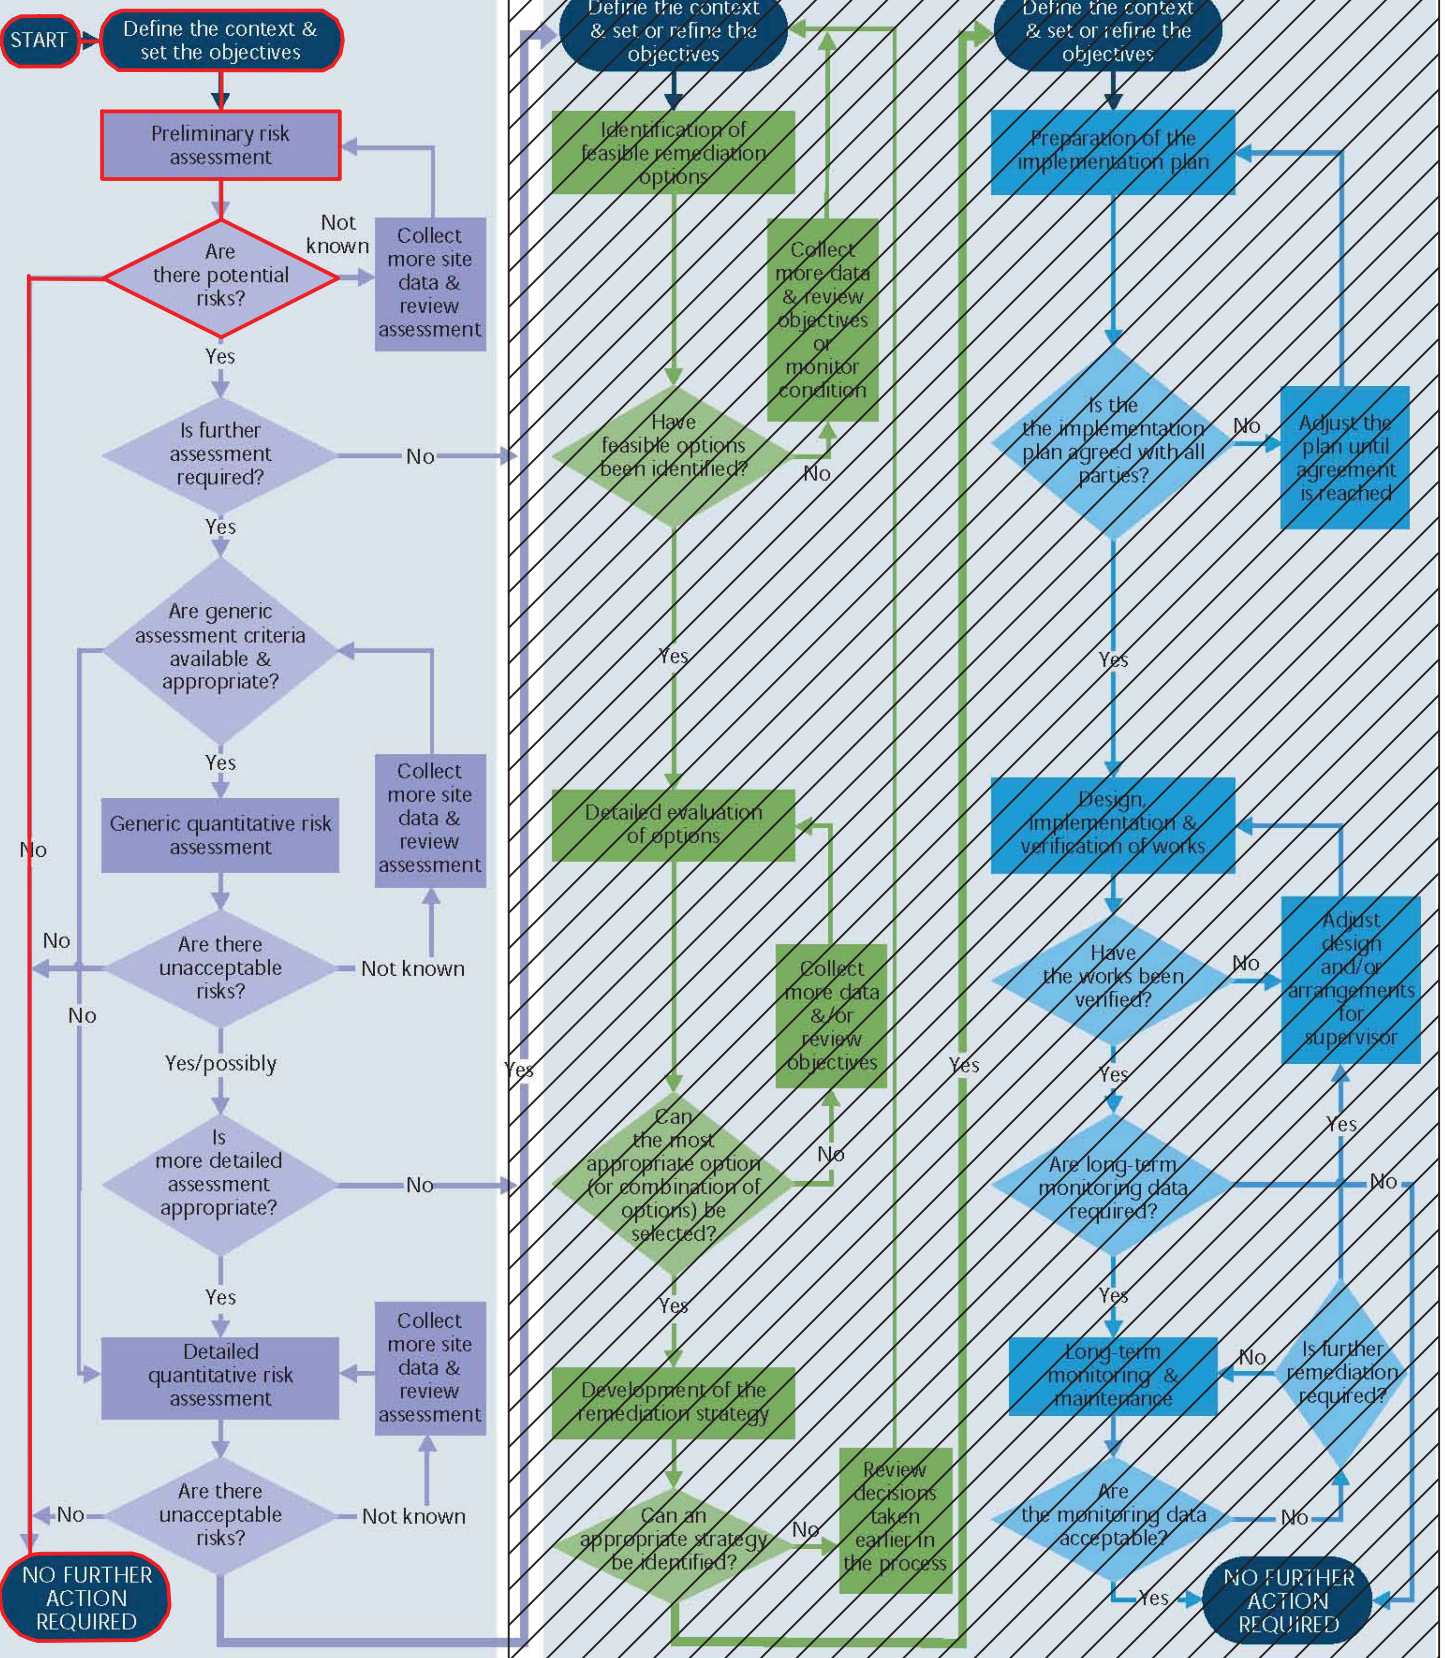 START
Define the context &
set the objectives
Preliminary risk
assessment
Are
there potential
risks?
Not
known
Collect
more site
data &
review
assessment
Yes
Is further
assessment
required?
No
Yes
Are generic
assessment criteria
available &
appropriate?
Yes
Collect
more site
data &
review
assessment
Generic quantitative risk
assessment
No
Are there
unacceptable
risks?
No
Not known
No
Yes/possibly
Is
more detailed
assessment
appropriate?
No
Yes
Collect
more site
data &
review
assessment
Detailed
quantitative risk
assessment
Are there
unacceptable
risks?
No
Not known
NO FURTHER
ACTION
REQUIRED
Yes
Define the context
& set or refine the
objectives
Identification of
feasible remediation
options
Collect
more data
& review
objectives
or
monitor
condition
Have
feasible options
been identified?
No
Yes
Detailed evaluation
of options
Collect
more data
&/or
review
objectives
Can
the most
appropriate option
(or combination of
options) be
selected?
No
Yes
Development of the
remediation strategy
Can an
appropriate strategy
be identified?
No
Review
decisions
taken
earlier in
the process
Yes
Define the context
& set or refine the
objectives
Preparation of the
implementation plan
Is the
the implementation
plan agreed with all
parties?
No
Adjust the
plan until
agreement
is reached
Yes
Design,
implementation &
verification of works
Have
the works been
verified?
No
Adjust
design
and/or
arrangements
for
supervisor
Yes
Yes
Are long-term
monitoring data
required?
No
Yes
Long-term
monitoring &
maintenance
No
Is further
remediation
required?
Are
the monitoring data
acceptable?
No
Yes
NO FURTHER
ACTION
REQUIRED